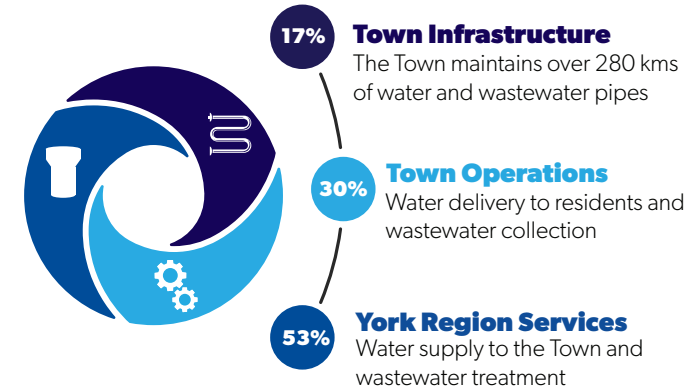 17%
Town Infrastructure
The Town maintains over 280 kms
of water and wastewater pipes
30%
Town Operations
Water delivery to residents and
wastewater collection
53%
York Region Services
Water supply to the Town and
wastewater treatment